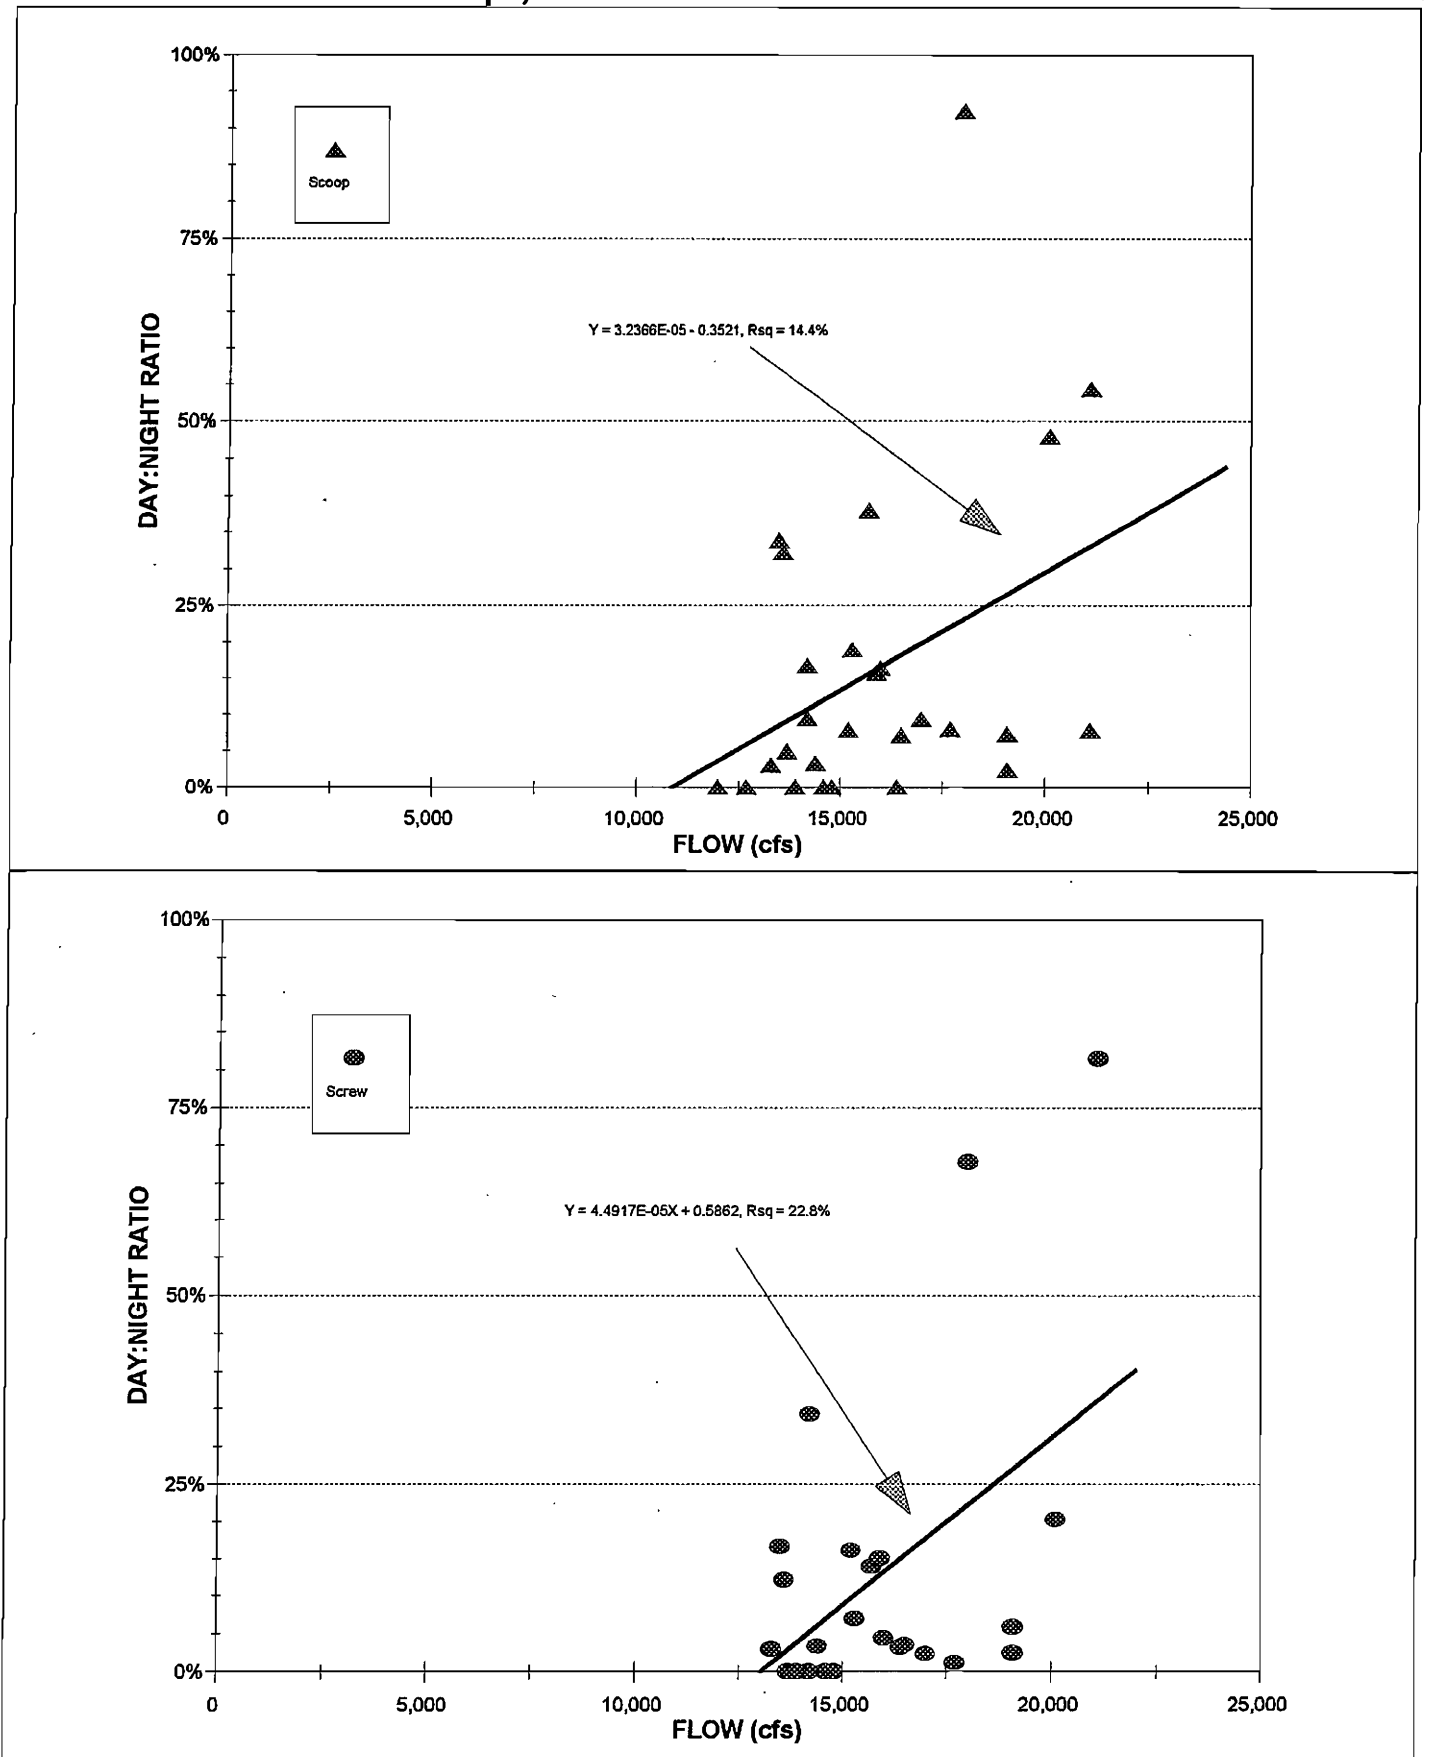 100%
Scoop
75%
Y = 3.2366E-05 - 0.3521, Rsq = 14.4%
DAY:NIGHT RATIO
50%
25%
0%
0 5,000 10,000 15,000 20,000 25,000
FLOW (cfs)
100%
Screw
75%
Y = 4.4917E-05X + 0.5862, Rsq = 22.8%
DAY:NIGHT RATIO
50%
25%
0%
0 5,000 10,000 15,000 20,000 25,000
FLOW (cfs)